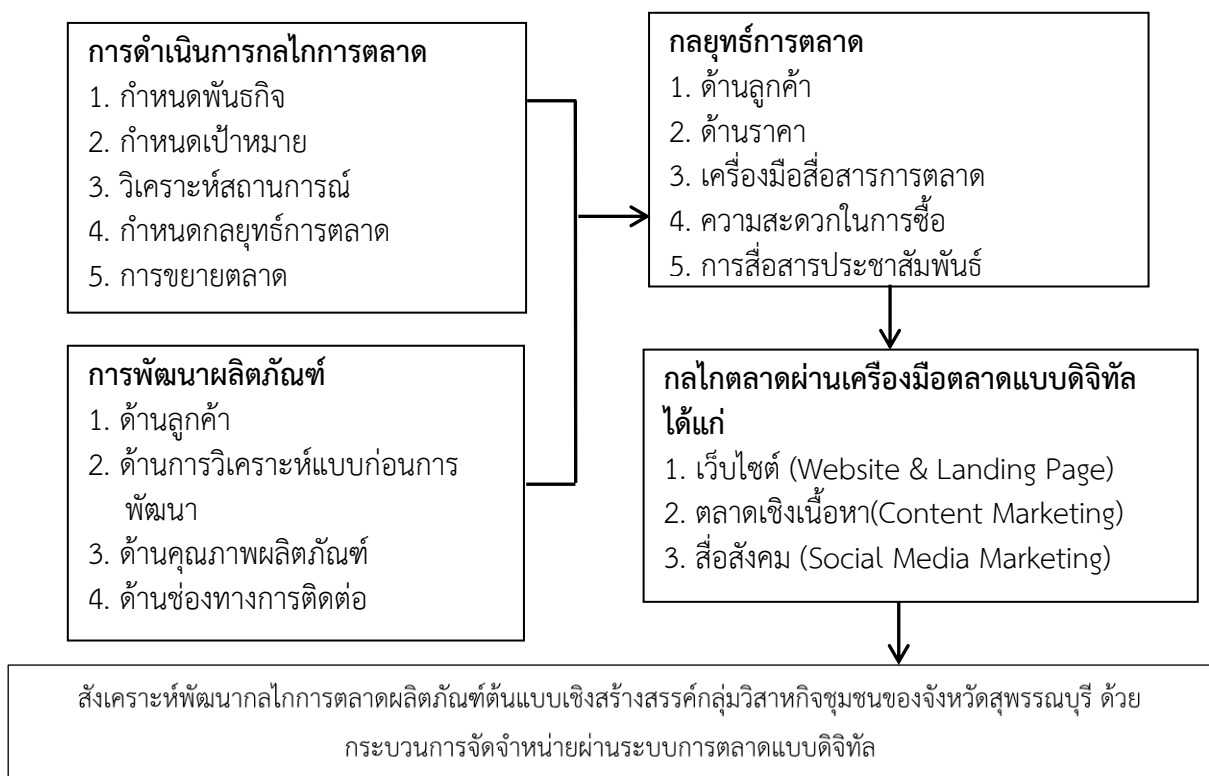 การดำเนินการกลไกการตลาด
1. กำหนดพันธกิจ
2. กำหนดเป้าหมาย
3. วิเคราะห์สถานการณ์
4. กำหนดกลยุทธ์การตลาด
5. การขยายตลาด
การพัฒนาผลิตภัณฑ์
1. ด้านลูกค้า
2. ด้านการวิเคราะห์แบบก่อนการ
พัฒนา
3. ด้านคุณภาพผลิตภัณฑ์
4. ด้านช่องทางการติดต่อ
กลยุทธ์การตลาด
1. ด้านลูกค้า
2. ด้านราคา
3. เครื่องมือสื่อสารการตลาด
4. ความสะดวกในการซื้อ
5. การสื่อสารประชาสัมพันธ์
กลไกตลาดผ่านเครื่องมือตลาดแบบดิจิทัล
ได้แก่
1. เว็บไซต์ (Website & Landing Page)
2. ตลาดเชิงเนื้อหา(Content Marketing)
3. สื่อสังคม (Social Media Marketing)
สังเคราะห์พัฒนากลไกการตลาดผลิตภัณฑ์ต้นแบบเชิงสร้างสรรค์กลุ่มวิสาหกิจชุมชนของจังหวัดสุพรรณบุรี ด้วย
กระบวนการจัดจำหน่ายผ่านระบบการตลาดแบบดิจิทัล